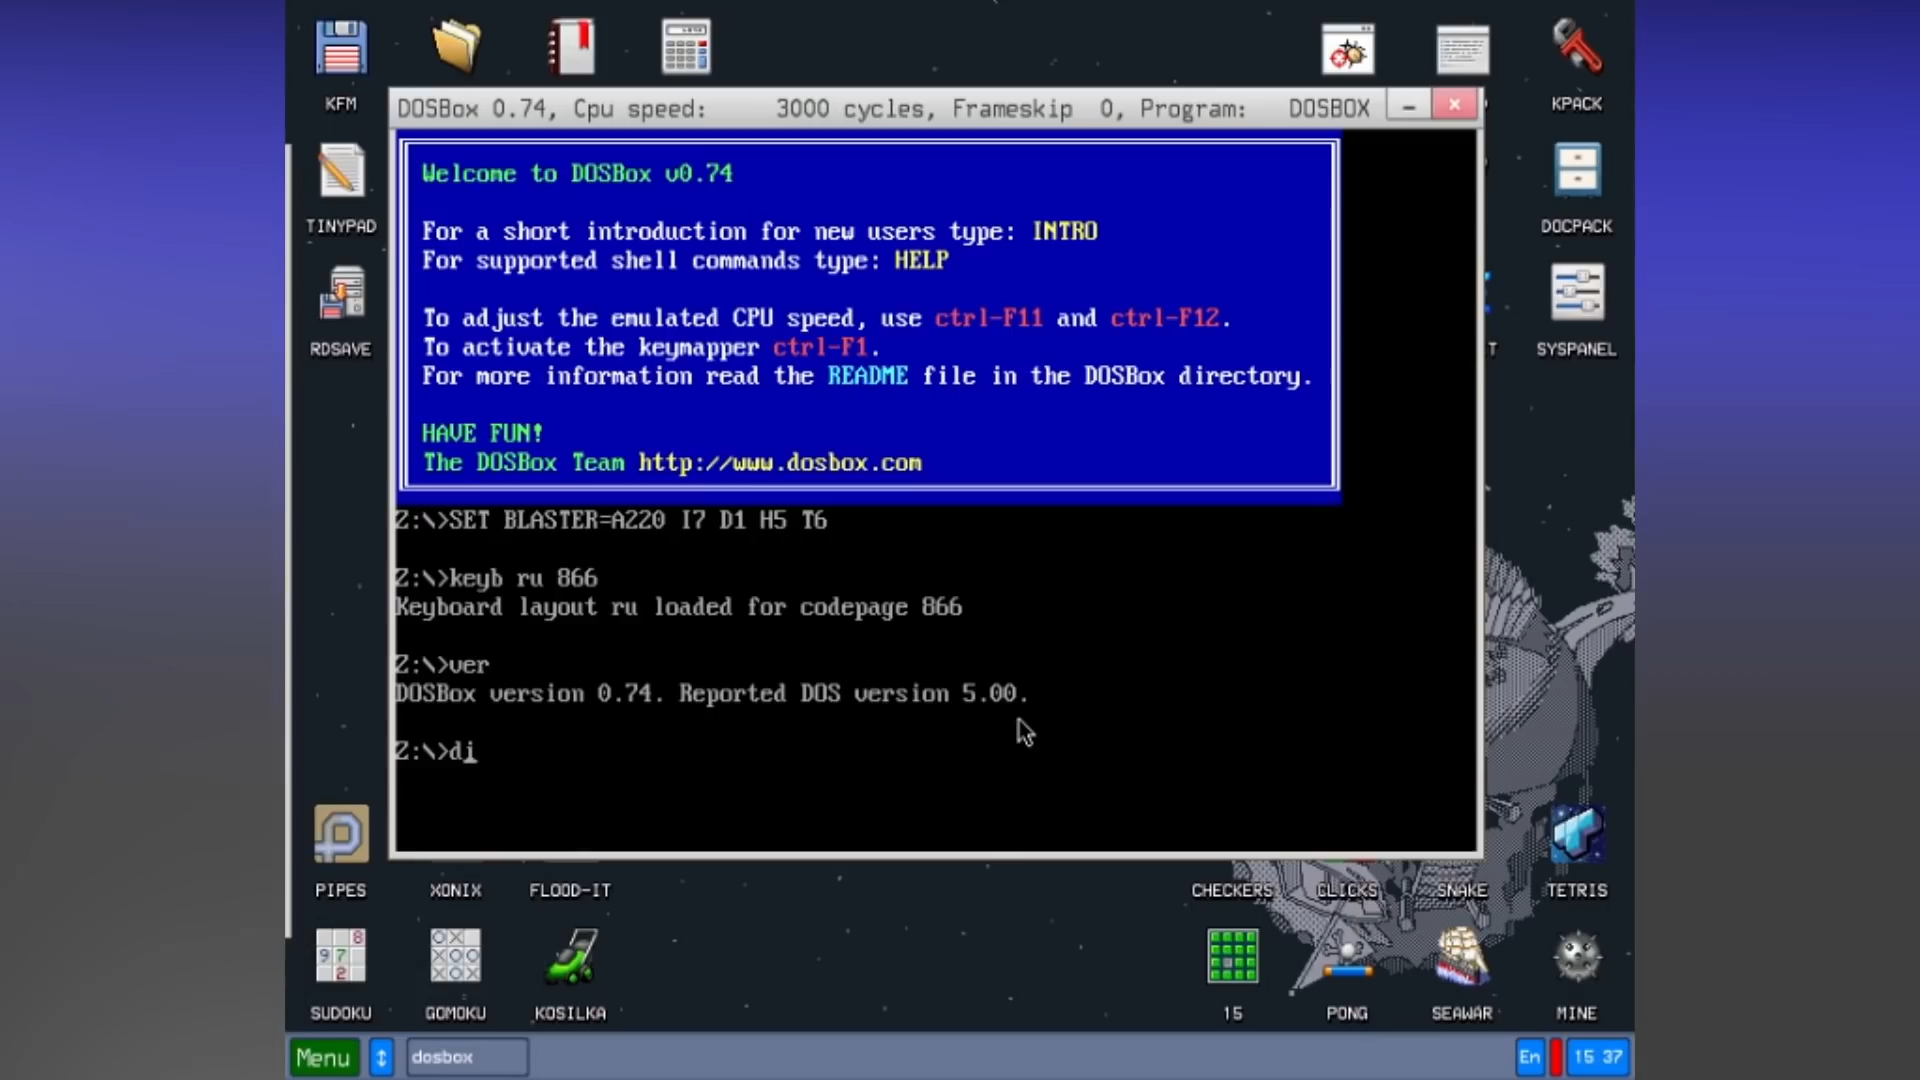 KFM
KPACK
DOSBox 0.74, Cpu speed: 3000 cycles, Frameskip 0, Program: DOSBOX
Welcome to DOSBox v0.74
For a short introduction for new users type: INTRO
For supported shell commands type: HELP
To adjust the emulated CPU speed, use ctrl-F11 and ctrl-F12.
To activate the keymapper ctrl-F1.
For more information read the README file in the DOSBox directory.
HAVE FUN!
The DOSBox Team http://www.dosbox.com
TINYPAD
DOCPACK
RDSAVE
T
SYSPANEL
Z:\>SET BLASTER=A220 I7 D1 H5 T6
Z:\>keyb ru 866
Keyboard layout ru loaded for codepage 866
Z:\>ver
DOSBox version 0.74. Reported DOS version 5.00.
Z:\>di
PIPES
XONIX
FLOOD-IT
CHECKERS
CLICKS
SNAKE
TETRIS
8
9 7
2
SUDOKU
GOMOKU
KOSILKA
15
PONG
SEAWAR
MINE
Menu
dosbox
En
15 37